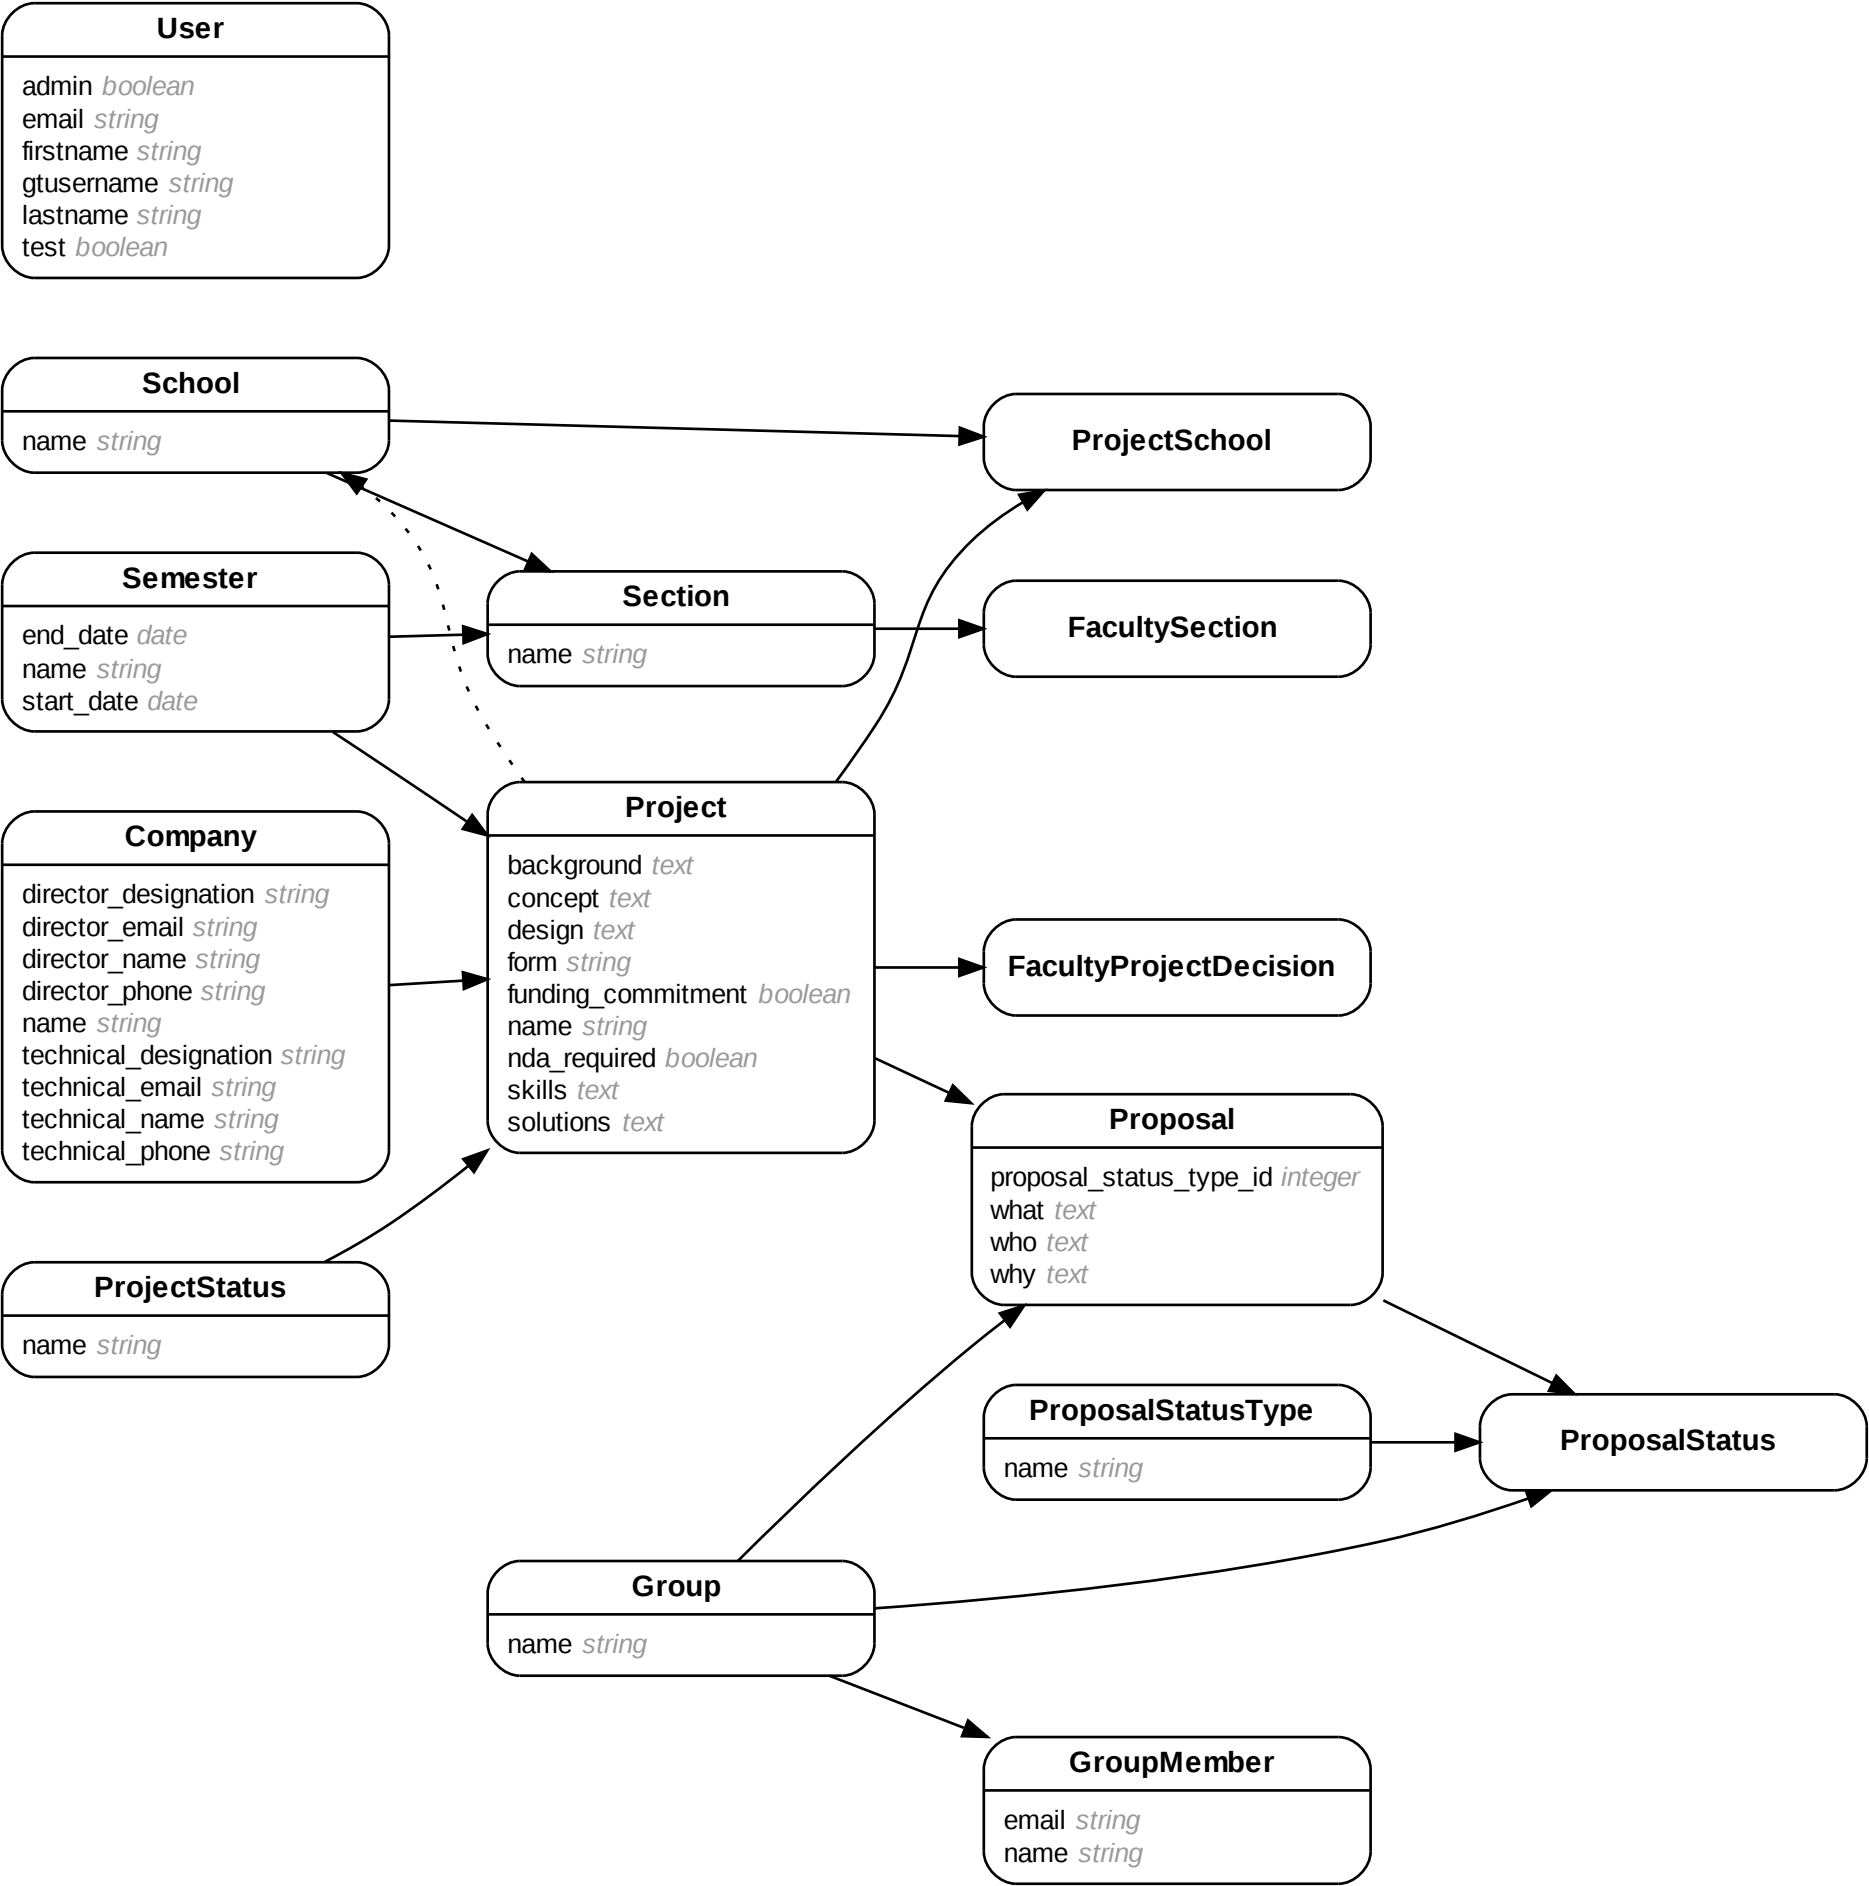 User
admin boolean
email string
firstname string
gtusername string
lastname string
test boolean
School
name string
Semester
end_date date
name string
start_date date
Company
director_designation string
director_email string
director_name string
director_phone string
name string
technical_designation string
technical_email string
technical_name string
technical_phone string
ProjectStatus
name string
Section
name string
Project
background text
concept text
design text
form string
funding_commitment boolean
name string
nda_required boolean
skills text
solutions text
Group
name string
ProjectSchool
FacultySection
FacultyProjectDecision
Proposal
proposal_status_type_id integer
what text
who text
why text
ProposalStatusType
name string
GroupMember
email string
name string
ProposalStatus